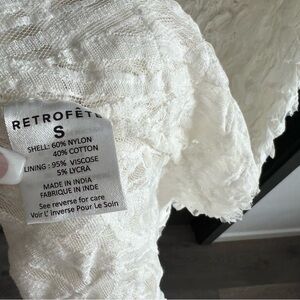 RETROFÊTE
S
SHELL: 60% NYLON
40% COTTON
LINING: 95% VISCOSE
5% LYCRA
MADE IN INDIA
FABRIQUE EN INDE
See reverse for care
Voir L' inverse Pour Le Soin